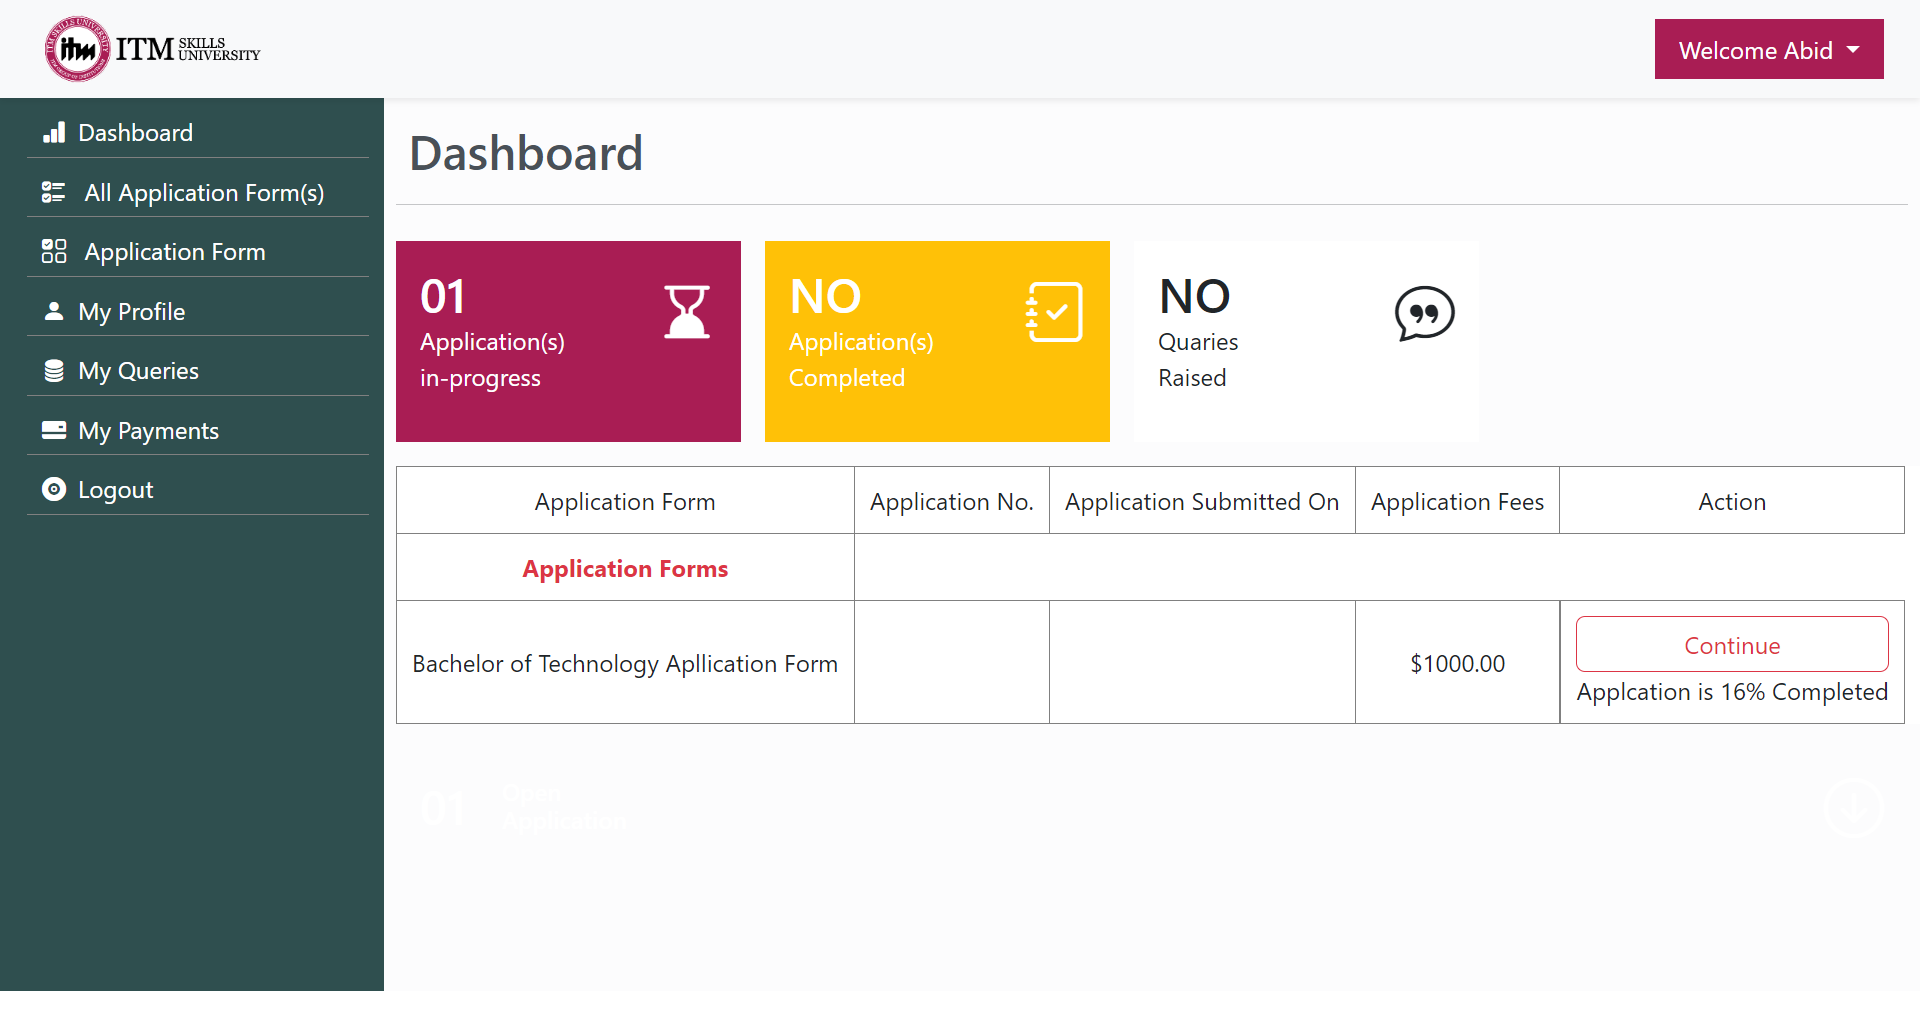 itm ITM SKILLS UNIVERSITY
Welcome Abid
Dashboard
All Application Form(s)
Application Form
My Profile
My Queries
My Payments
Logout
Dashboard
01
Application(s)
in-progress
NO
Application(s)
Completed
NO
Quaries
Raised
Application Form Application No. Application Submitted On Application Fees Action
Application Forms
Bachelor of Technology Apllication Form $1000.00 Continue
Applcation is 16% Completed
01 Open
Application